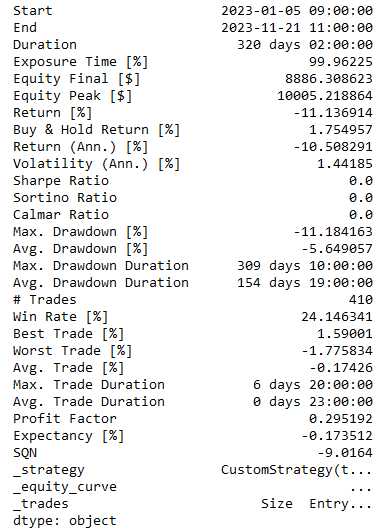 Start 2023-01-05 09:00:00
End 2023-11-21 11:00:00
Duration 320 days 02:00:00
Exposure Time [%] 99.96225
Equity Final [$] 8886.308623
Equity Peak [$] 10005.218864
Return [%] -11.136914
Buy & Hold Return [%] 1.754957
Return (Ann.) [%] -10.508291
Volatility (Ann.) [%] 1.44185
Sharpe Ratio 0.0
Sortino Ratio 0.0
Calmar Ratio 0.0
Max. Drawdown [%] -11.184163
Avg. Drawdown [%] -5.649057
Max. Drawdown Duration 309 days 10:00:00
Avg. Drawdown Duration 154 days 19:00:00
# Trades 410
Win Rate [%] 24.146341
Best Trade [%] 1.59001
Worst Trade [%] -1.775834
Avg. Trade [%] -0.17426
Max. Trade Duration 6 days 20:00:00
Avg. Trade Duration 0 days 23:00:00
Profit Factor 0.295192
Expectancy [%] -0.173512
SQN -9.0164
_strategy CustomStrategy(t...
_equity_curve ...
_trades Size Entry...
dtype: object